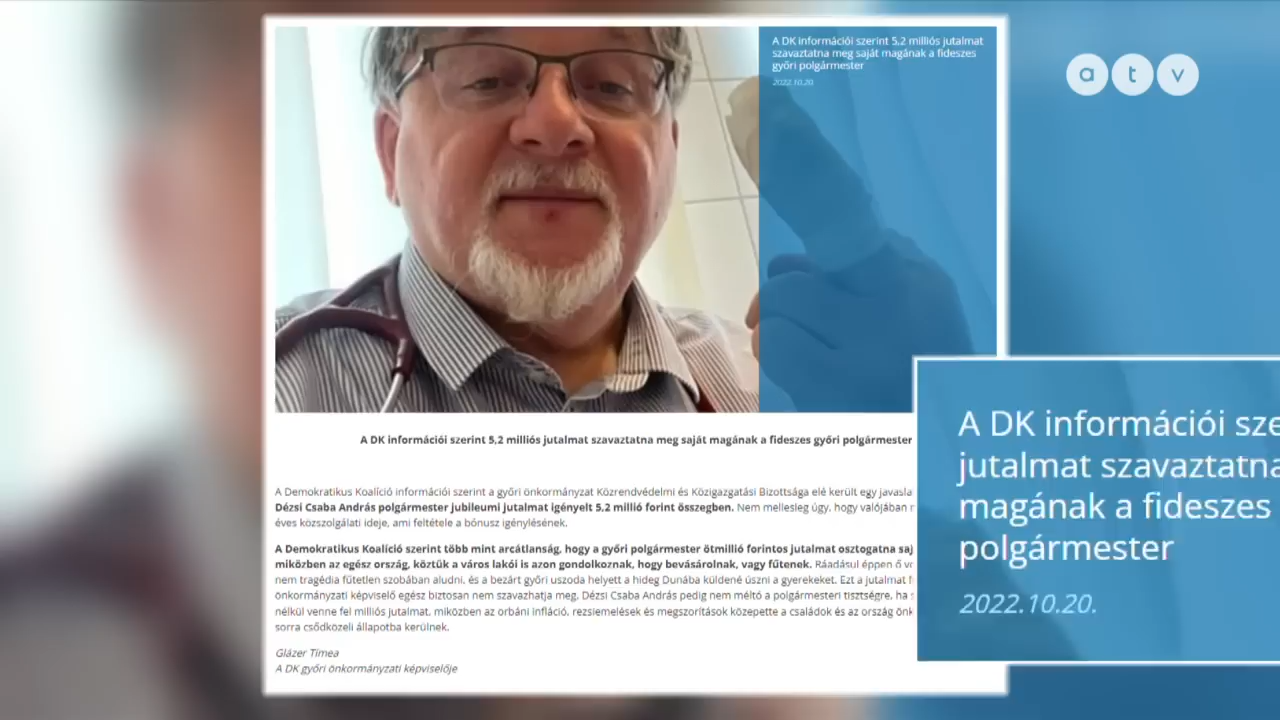 A DK információi szerint 5,2 milliós jutalmat
szavaztatna meg saját magának a fideszes
győri polgármester
2022.10.20.
atv
A DK információi szerint 5,2 milliós jutalmat szavaztatna meg saját magának a fideszes győri polgármester
A Demokratikus Koalíció információi szerint a győri önkormányzat Közrendvédelmi és Közigazgatási Bizottsága elé került egy
Dézsi Csaba András polgármester jubileumi jutalmat igényelt 5,2 millió forint összegben. Nem mellesleg úgy, hogy valójában
éves közszolgálati ideje, ami feltétele a bónusz igénylésének.
A Demokratikus Koalíció szerint több mint arcátlanság, hogy a győri polgármester ötmillió forintos jutalmat osztogatna
miközben az egész ország, köztük a város lakói is azon gondolkoznak, hogy bevásárolnak, vagy fűtenek. Ráadásul éppen ő
nem tragédia fűtetlen szobában aludni, és a bezárt győri uszoda helyett a hideg Dunába küldené úszni a gyerekeket. Ezt a jutalmat
önkormányzati képviselő egész biztosan nem szavazhatja meg, Dézsi Csaba András pedig nem méltó a polgármesteri tisztségre, ha
nélkül venne fel milliós jutalmat, miközben az orbáni infláció, rezsiemelések és megszorítások közepette a családok és az ország
sorra csődközeli állapotba kerülnek.
Glázer Tímea
A DK győri önkormányzati képviselője
A DK információi
jutalmat szavaztatna
magának a fideszes
polgármester
2022.10.20.